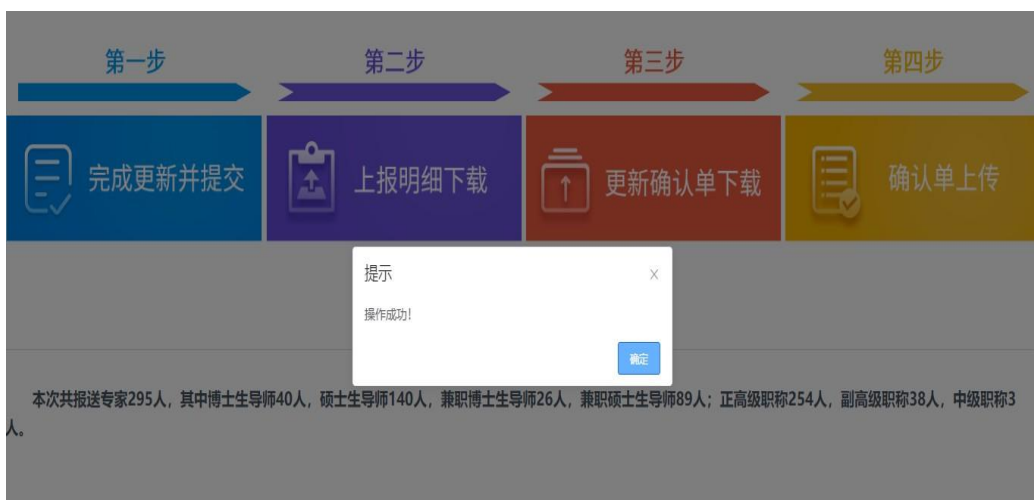 第一步
第二步
第三步
第四步
完成更新并提交
上报明细下载
更新确认单下载
确认单上传
提示
X
操作成功!
确定
本次共报送专家295人，其中博士生导师40人，硕士生导师140人，兼职博士生导师26人，兼职硕士生导师89人；正高级职称254人，副高级职称38人，中级职称3
人。